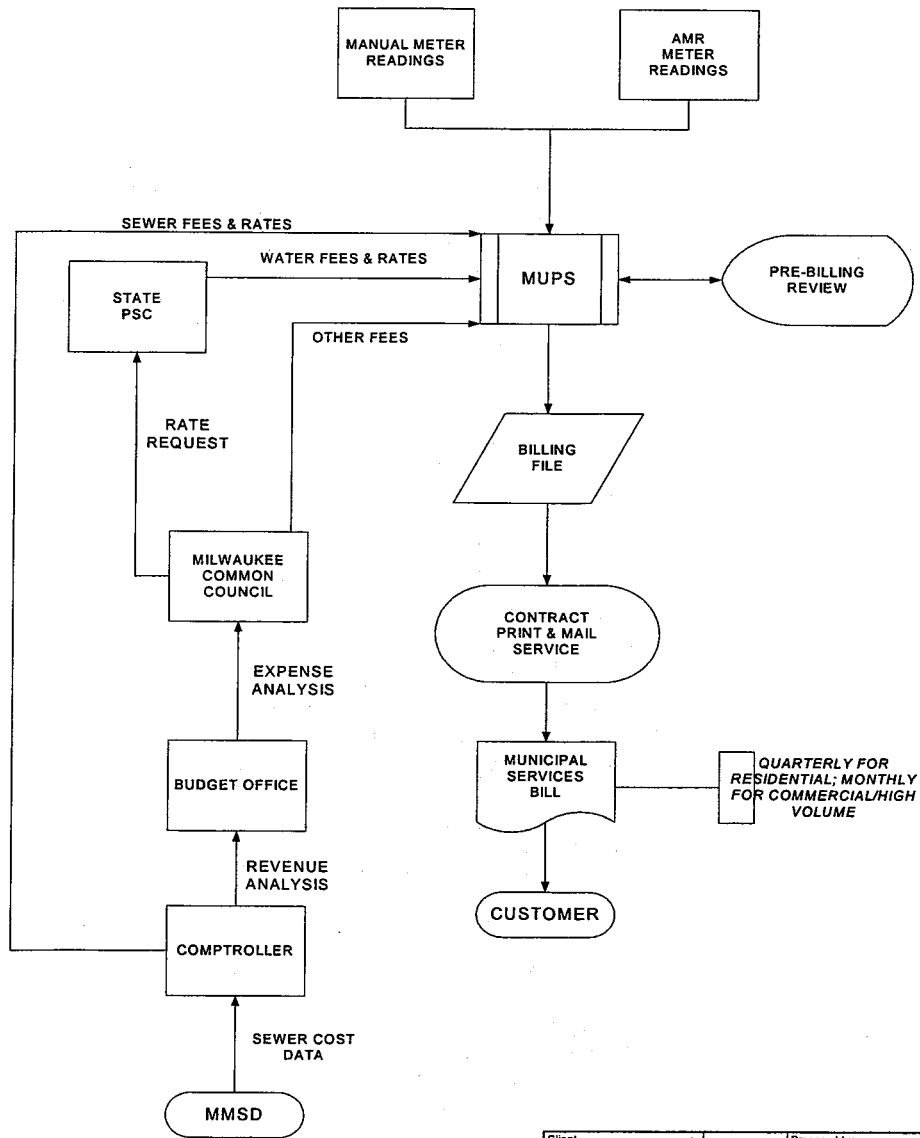 MANUAL METER
READINGS
AMR
METER
READINGS
SEWER FEES & RATES
WATER FEES & RATES
STATE
PSC
MUPS
PRE-BILLING
REVIEW
OTHER FEES
RATE
REQUEST
BILLING
FILE
MILWAUKEE
COMMON
COUNCIL
CONTRACT
PRINT & MAIL
SERVICE
EXPENSE
ANALYSIS
MUNICIPAL
SERVICES
BILL
QUARTERLY FOR
RESIDENTIAL; MONTHLY
FOR COMMERCIAL/HIGH
VOLUME
BUDGET OFFICE
REVENUE
ANALYSIS
CUSTOMER
COMPTROLLER
SEWER COST
DATA
MMSD
Client